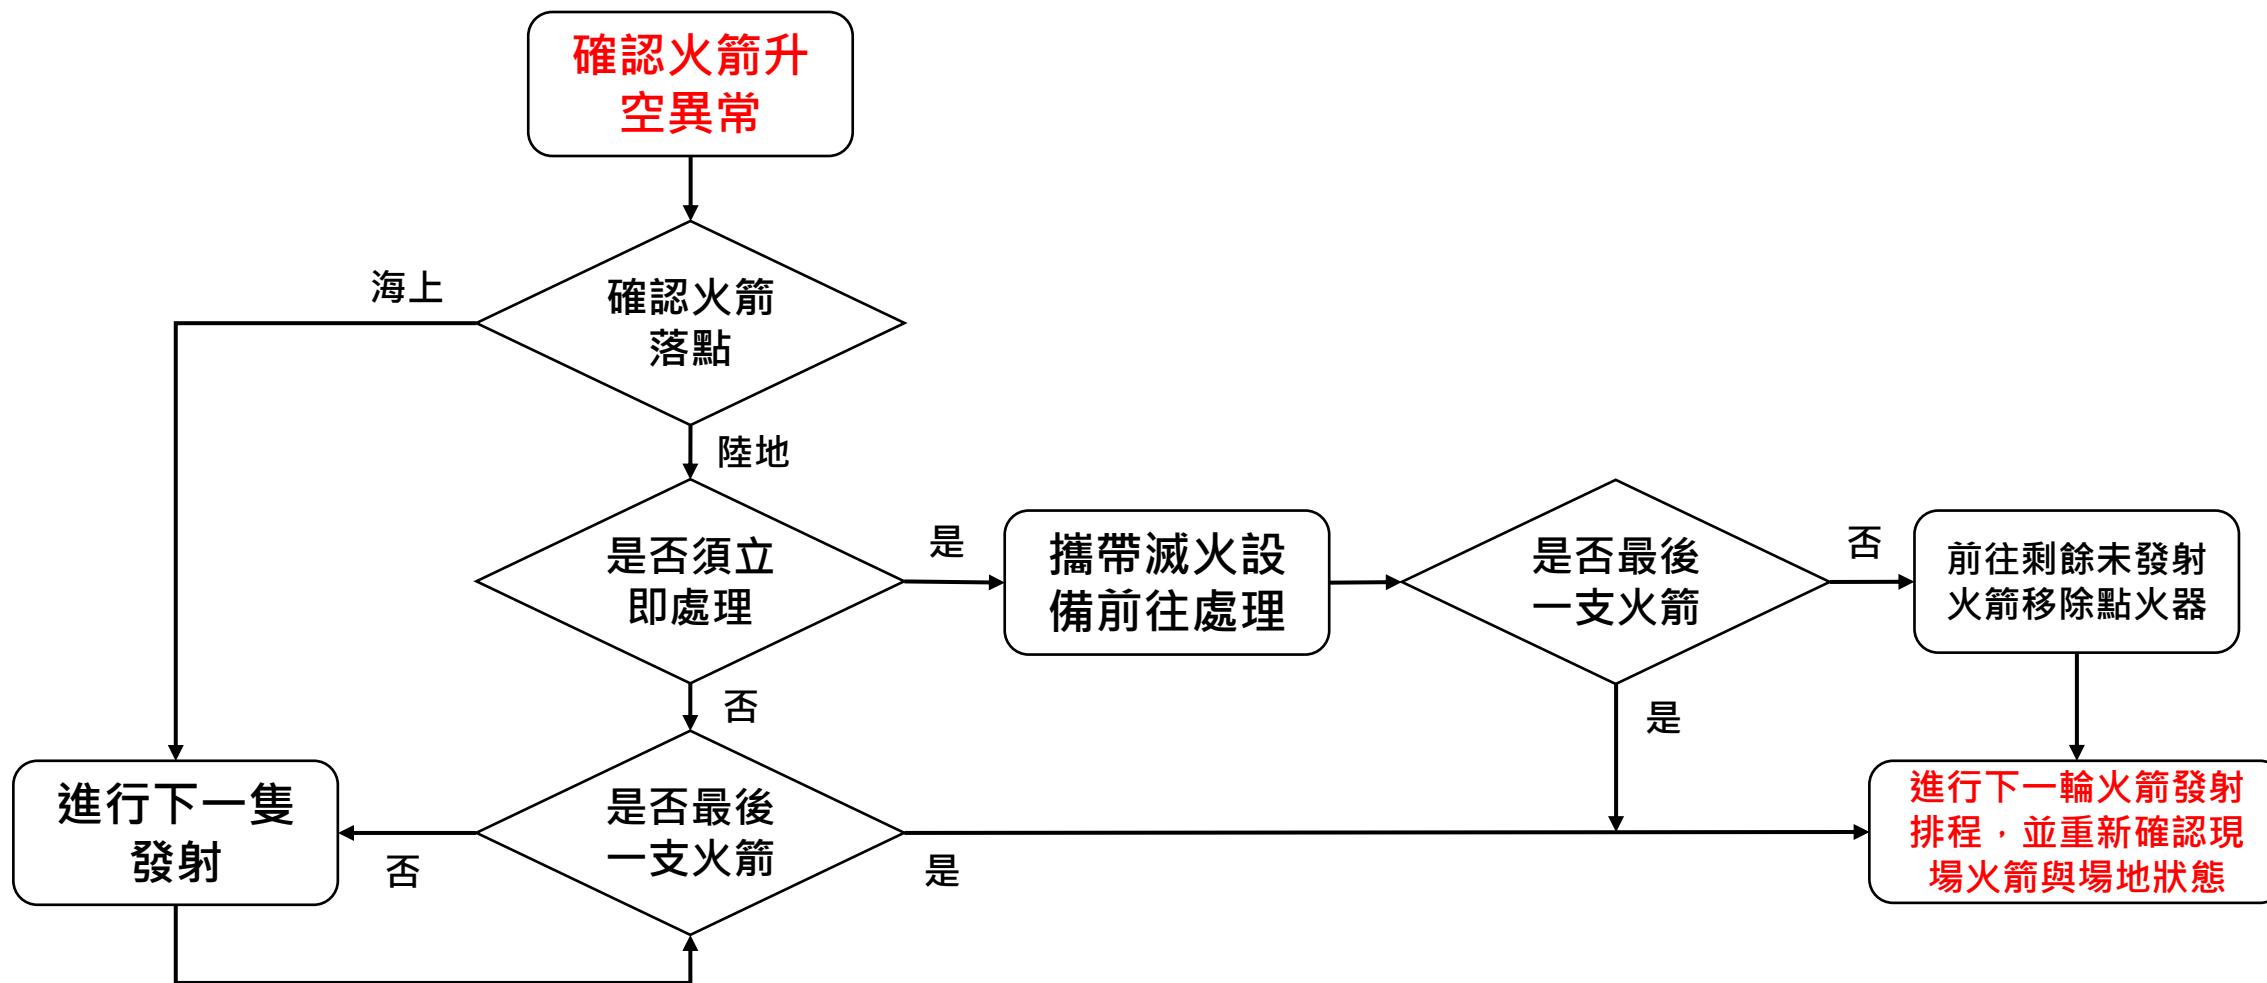 確認火箭升
空異常
海上
確認火箭
落點
陸地
是否須立
即處理
是
攜帶滅火設
備前往處理
是否最後
一支火箭
否
前往剩餘未發射
火箭移除點火器
否
是
進行下一隻
發射
否
是否最後
一支火箭
是
進行下一輪火箭發射
排程，並重新確認現
場火箭與場地狀態